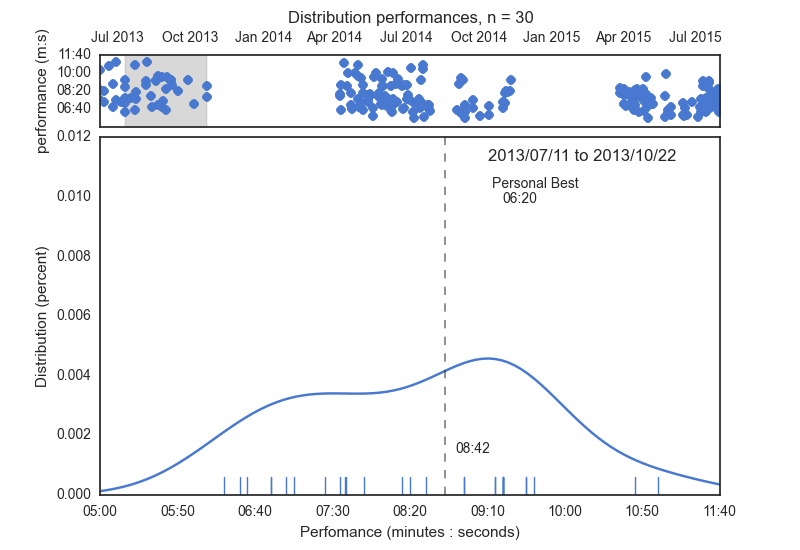 Distribution performances, n = 30
Jul 2013 Oct 2013 Jan 2014 Apr 2014 Jul 2014 Oct 2014 Jan 2015 Apr 2015 Jul 2015
performance (m:s)
11:40
10:00
08:20
06:40
Distribution (percent)
0.012
0.010
0.008
0.006
0.004
0.002
0.000
2013/07/11 to 2013/10/22
Personal Best
06:20
08:42
05:00 05:50 06:40 07:30 08:20 09:10 10:00 10:50 11:40
Perfomance (minutes : seconds)